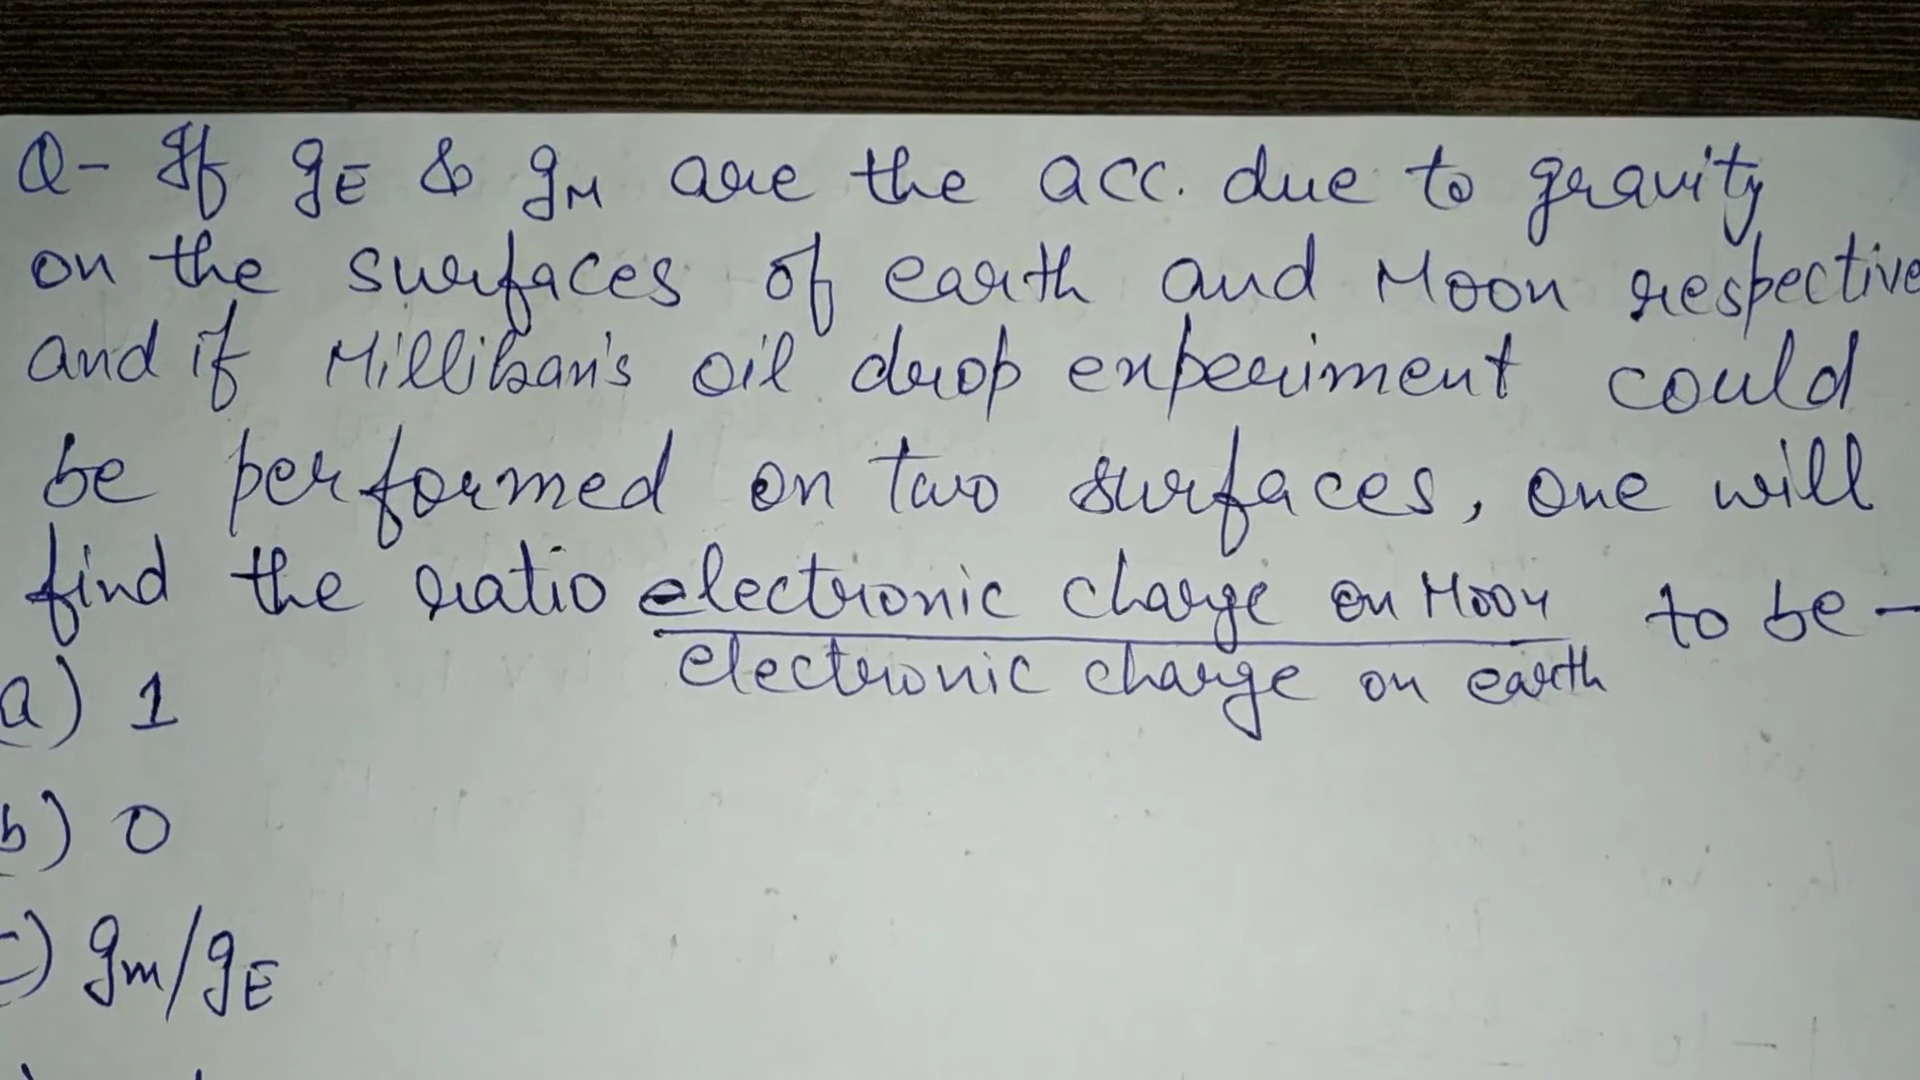 Q- If gE & gM are the acc. due to gravity
on the surfaces of earth and Moon respective
and if Millikan's oil drop experiment could
be performed on two surfaces, one will
find the ratio electronic charge on Moon to be -
electronic charge on earth
a) 1
b) 0
c) gm/gE